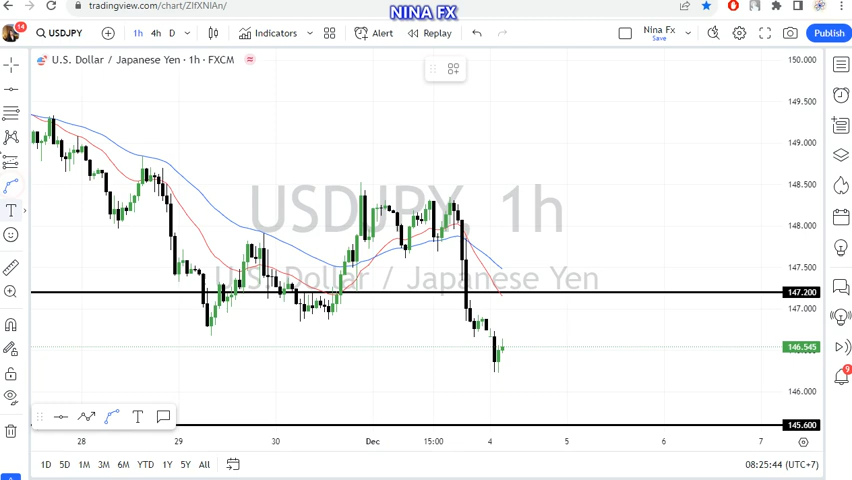 NINA FX
tradingview.com/chart/ZIfXNIAn/
14
USDJPY
1h 4h D
Indicators
Alert
Replay
Nina Fx
Save
Publish
U.S. Dollar / Japanese Yen · 1h · FXCM
150.000
149.500
149.000
148.500
148.000
147.500
147.200
147.000
146.545
146.000
145.600
USDJPY, 1h
U.S. Dollar / Japanese Yen
T
T
9
28 29 30 Dec 15:00 4 5 6 7
1D 5D 1M 3M 6M YTD 1Y 5Y All
08:25:44 (UTC+7)